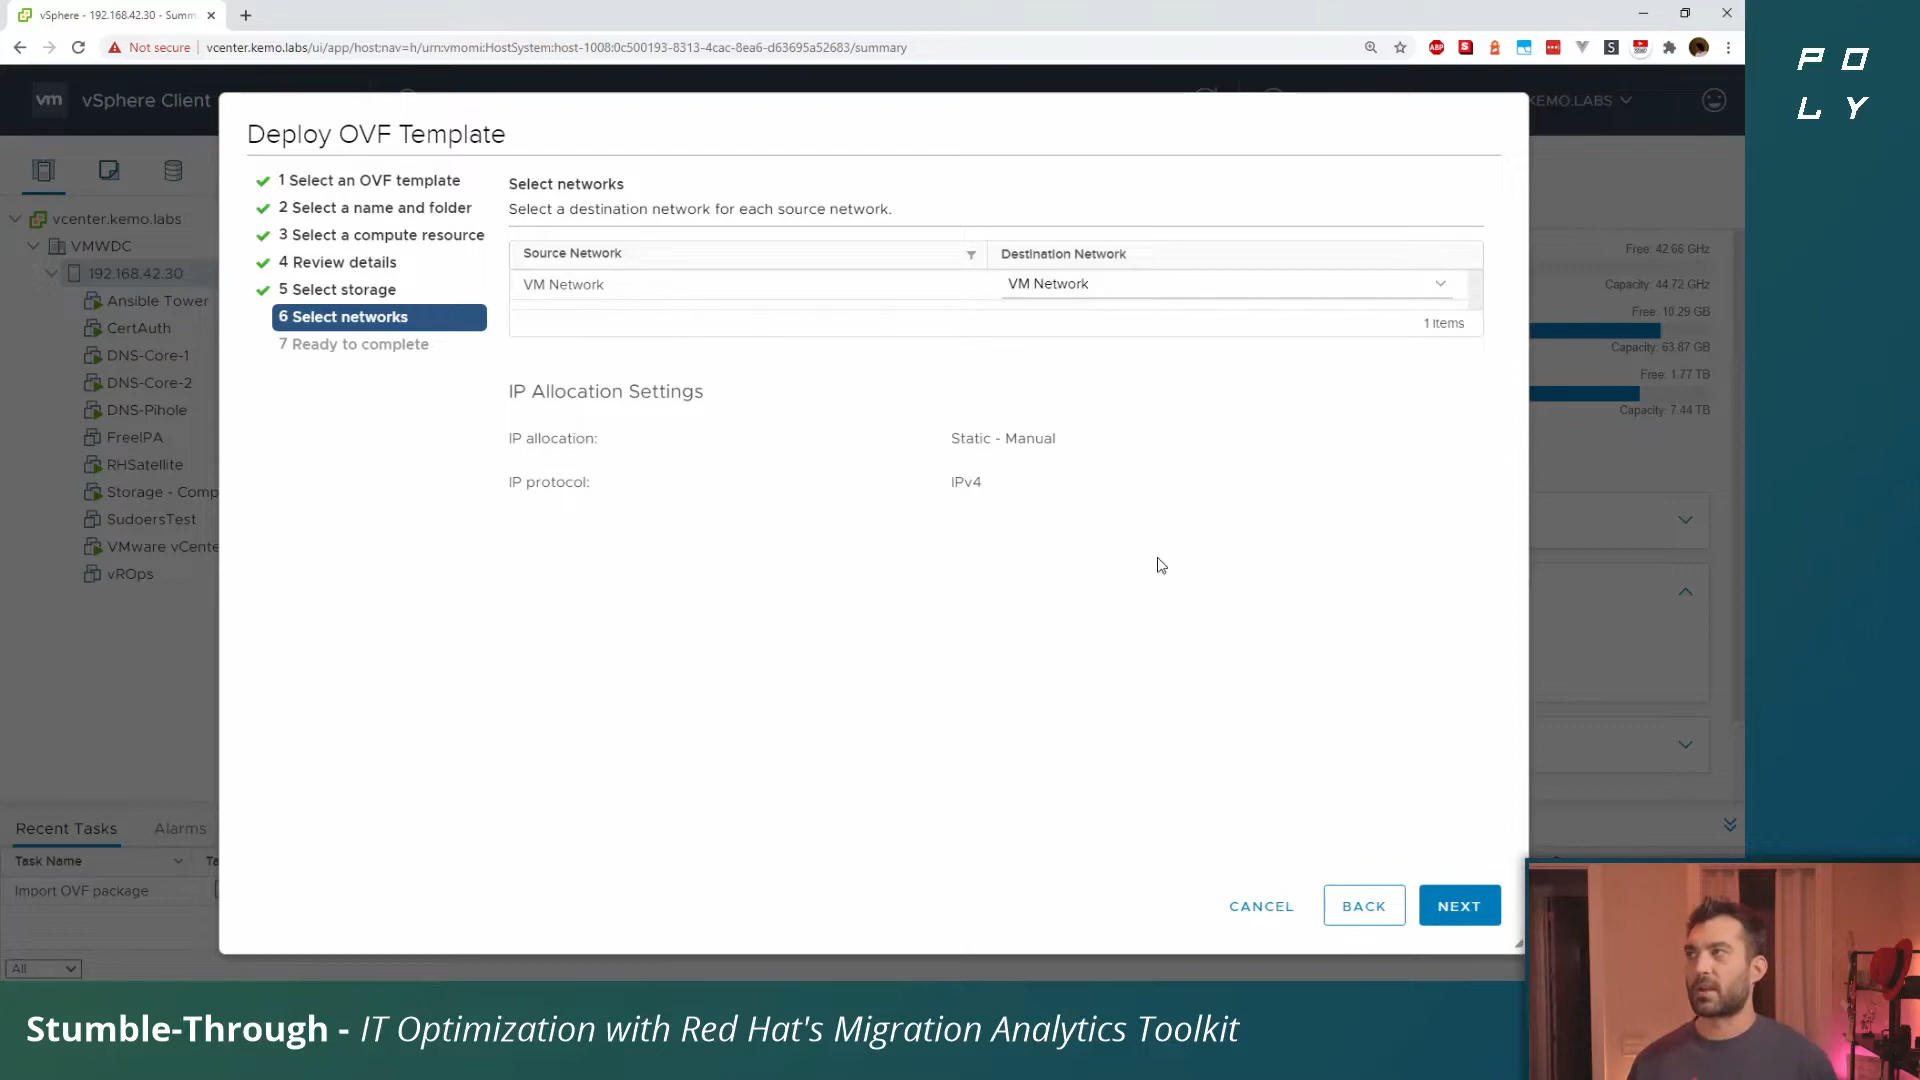 vSphere - 192.168.42.30 - Summ
Not secure
vcenter.kemo.labs/ui/app/host;nav=h/urn:vmomi:HostSystem:host-1008:0c500193-8313-4cac-8ea6-d63695a52683/summary
PO
LY
vm
vSphere Client
KEMO.LABS
Deploy OVF Template
1 Select an OVF template
2 Select a name and folder
3 Select a compute resource
4 Review details
5 Select storage
6 Select networks
7 Ready to complete
Select networks
Select a destination network for each source network.
Source Network
Destination Network
VM Network
VM Network
1 items
IP Allocation Settings
IP allocation:
Static - Manual
IP protocol:
IPv4
CANCEL
BACK
NEXT
vcenter.kemo.labs
VMWDC
192.168.42.30
Ansible Tower
CertAuth
DNS-Core-1
DNS-Core-2
DNS-Pihole
FreeIPA
RHSatellite
Storage - Comp
SudoersTest
VMware vCente
vROps
Free: 42.66 GHz
Capacity: 44.72 GHz
Free: 10.29 GB
Capacity: 63.87 GB
Free: 1.77 TB
Capacity: 7.44 TB
Recent Tasks
Alarms
Task Name
Ta
Import OVF package
All
Stumble-Through - IT Optimization with Red Hat's Migration Analytics Toolkit